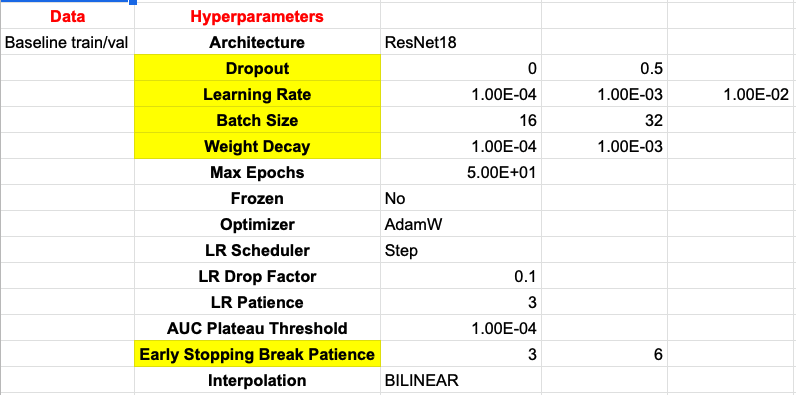 Data Hyperparameters
Baseline train/val Architecture ResNet18
Dropout 0 0.5
Learning Rate 1.00E-04 1.00E-03 1.00E-02
Batch Size 16 32
Weight Decay 1.00E-04 1.00E-03
Max Epochs 5.00E+01
Frozen No
Optimizer AdamW
LR Scheduler Step
LR Drop Factor 0.1
LR Patience 3
AUC Plateau Threshold 1.00E-04
Early Stopping Break Patience 3 6
Interpolation BILINEAR